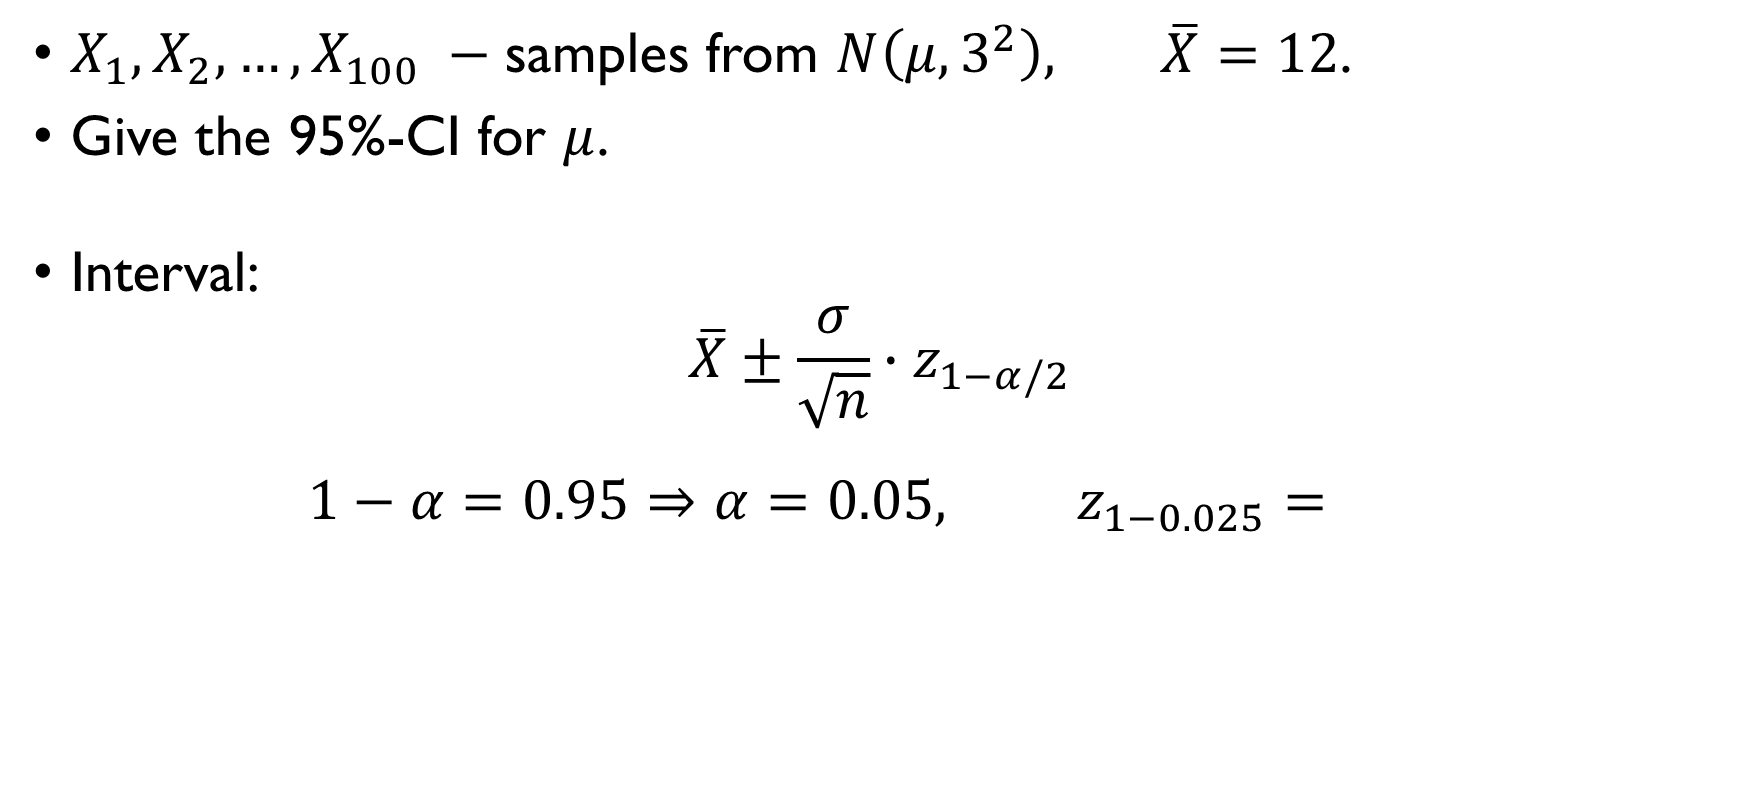 • X₁, X₂, … , X₁₀₀ – samples from N(μ, 3²), X̄ = 12.
• Give the 95%-CI for μ.
• Interval:
X̄ ± σ/√n · z₁₋α/₂
1 − α = 0.95 ⇒ α = 0.05, z₁₋₀.₀₂₅ =